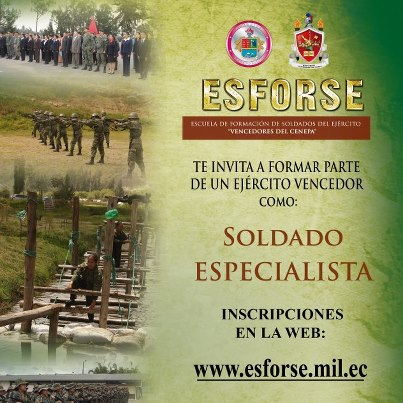 ESFORSE
ESCUELA DE FORMACIÓN DE SOLDADOS DEL EJÉRCITO
"VENCEDORES DEL CENEPA"
TE INVITA A FORMAR PARTE
DE UN EJÉRCITO VENCEDOR
COMO:
SOLDADO
ESPECIALISTA
INSCRIPCIONES
EN LA WEB:
www.esforse.mil.ec